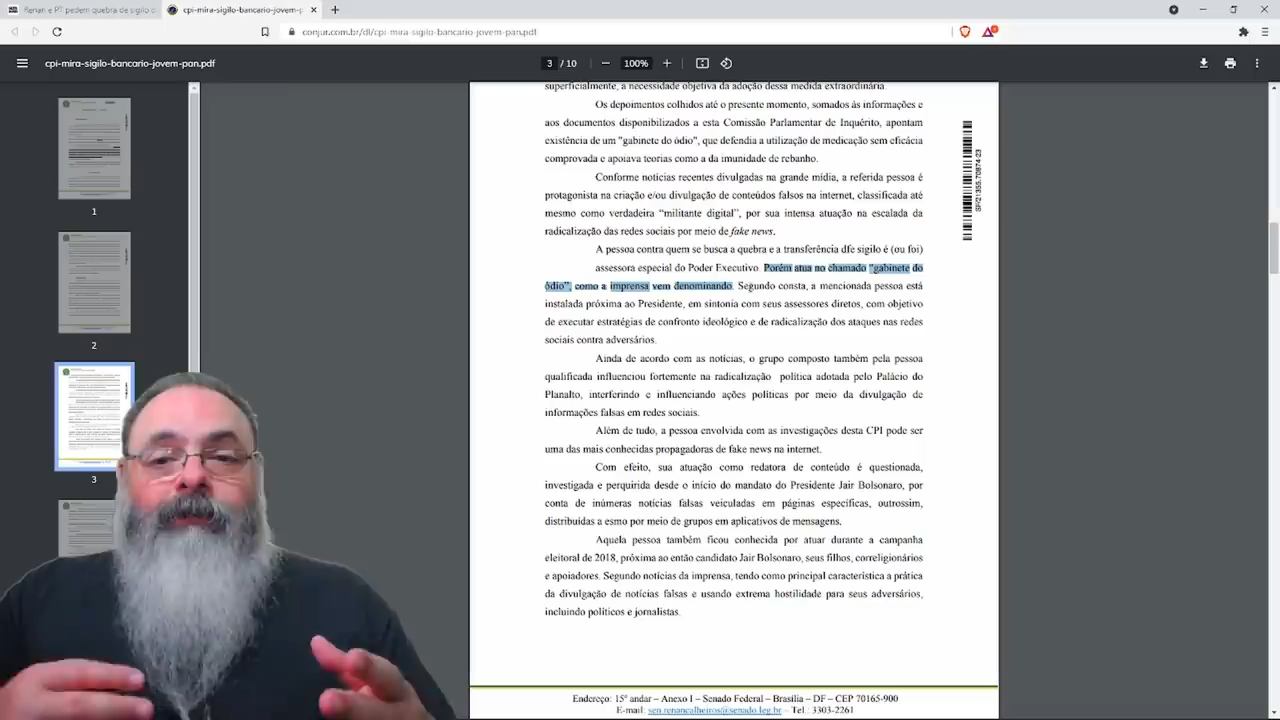 Renan e PT pedem quebra de sigilo d
cpi-mira-sigilo-bancario-jovem-p
conjur.com.br/dl/cpi-mira-sigilo-bancario-jovem-pan.pdf
cpi-mira-sigilo-bancario-jovem-pan.pdf
3 / 10
100%
1
2
3
superficialmente, a necessidade objetiva da adoção dessa medida extraordinária.
Os depoimentos colhidos até o presente momento, somados às informações e
aos documentos disponibilizados a esta Comissão Parlamentar de Inquérito, apontam
existência de um "gabinete do ódio", que defendia a utilização de medicação sem eficácia
comprovada e apoiava teorias como a da imunidade de rebanho.
Conforme notícias recentes divulgadas na grande mídia, a referida pessoa é
protagonista na criação e/ou divulgação de conteúdos falsos na internet, classificada até
mesmo como verdadeira “militante digital”, por sua intensa atuação na escalada da
radicalização das redes sociais por meio de fake news.
A pessoa contra quem se busca a quebra e a transferência dfe sigilo é (ou foi)
assessora especial do Poder Executivo. Porém atua no chamado “gabinete do
ódio”, como a imprensa vem denominando. Segundo consta, a mencionada pessoa está
instalada próxima ao Presidente, em sintonia com seus assessores diretos, com objetivo
de executar estratégias de confronto ideológico e de radicalização dos ataques nas redes
sociais contra adversários.
Ainda de acordo com as notícias, o grupo composto também pela pessoa
qualificada influenciou fortemente na radicalização política adotada pelo Palácio do
Planalto, interferindo e influenciando ações políticas por meio da divulgação de
informações falsas em redes sociais.
Além de tudo, a pessoa envolvida com as investigações desta CPI pode ser
uma das mais conhecidas propagadoras de fake news na internet.
Com efeito, sua atuação como redatora de conteúdo é questionada,
investigada e perquirida desde o início do mandato do Presidente Jair Bolsonaro, por
conta de inúmeras notícias falsas veiculadas em páginas específicas, outrossim,
distribuídas a esmo por meio de grupos em aplicativos de mensagens.
Aquela pessoa também ficou conhecida por atuar durante a campanha
eleitoral de 2018, próxima ao então candidato Jair Bolsonaro, seus filhos, correligionários
e apoiadores. Segundo notícias da imprensa, tendo como principal característica a prática
da divulgação de notícias falsas e usando extrema hostilidade para seus adversários,
incluindo políticos e jornalistas.
SF/21355.70874-23
Endereço: 15º andar – Anexo I – Senado Federal – Brasília – DF – CEP 70165-900
E-mail: sen.renancalheiros@senado.leg.br – Tel.: 3303-2261